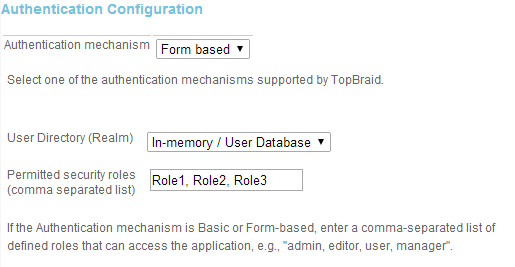 Authentication Configuration
Authentication mechanism Form based
Select one of the authentication mechanisms supported by TopBraid.
User Directory (Realm) In-memory / User Database
Permitted security roles
(comma separated list) Role1, Role2, Role3
If the Authentication mechanism is Basic or Form-based, enter a comma-separated list of
defined roles that can access the application, e.g., "admin, editor, user, manager".